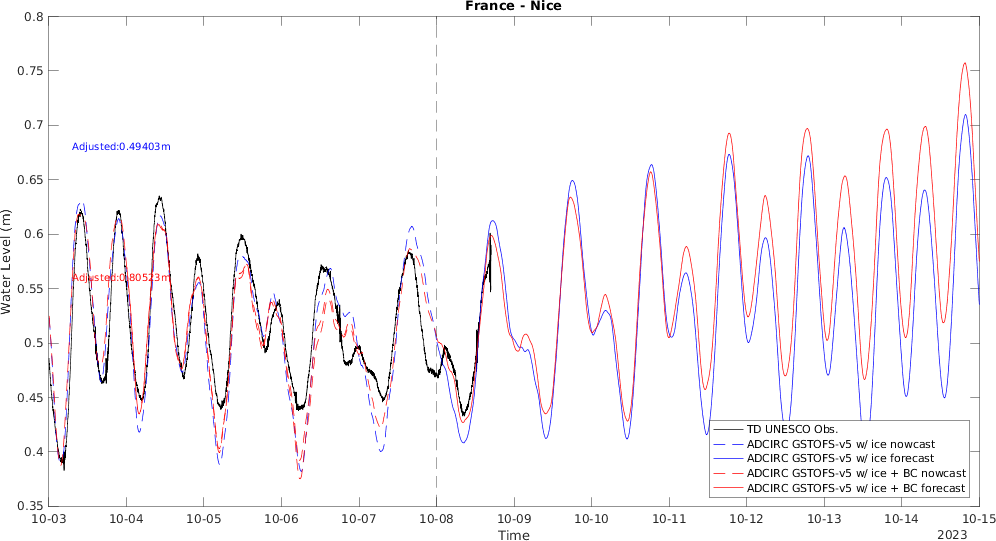 France - Nice
0.8
0.75
0.7
0.65
0.6
0.55
0.5
0.45
0.4
0.35
Water Level (m)
Adjusted:0.49403m
Adjusted:0.80523m
TD UNESCO Obs.
ADCIRC GSTOFS-v5 w/ ice nowcast
ADCIRC GSTOFS-v5 w/ ice forecast
ADCIRC GSTOFS-v5 w/ ice + BC nowcast
ADCIRC GSTOFS-v5 w/ ice + BC forecast
10-03 10-04 10-05 10-06 10-07 10-08 10-09 10-10 10-11 10-12 10-13 10-14 10-15
Time
2023